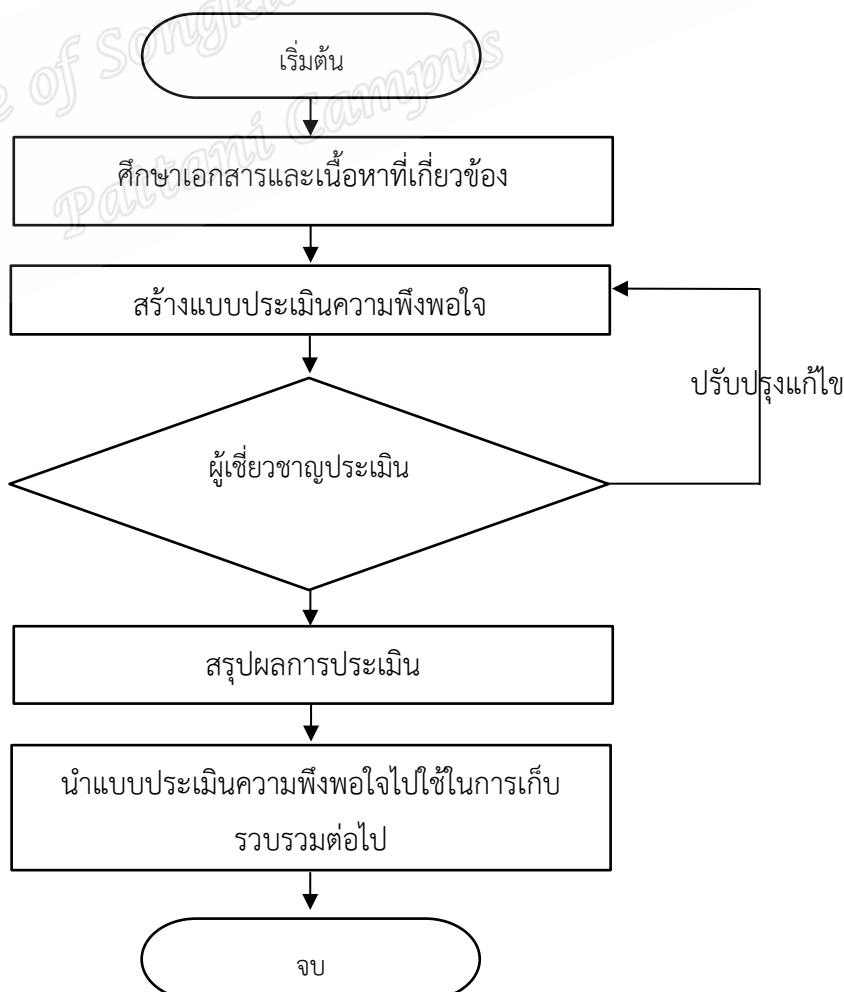 e of Songk
Pattani Campus
เริ่มต้น
ศึกษาเอกสารและเนื้อหาที่เกี่ยวข้อง
สร้างแบบประเมินความพึงพอใจ
ปรับปรุงแก้ไข
ผู้เชี่ยวชาญประเมิน
สรุปผลการประเมิน
นำแบบประเมินความพึงพอใจไปใช้ในการเก็บ
รวบรวมต่อไป
จบ